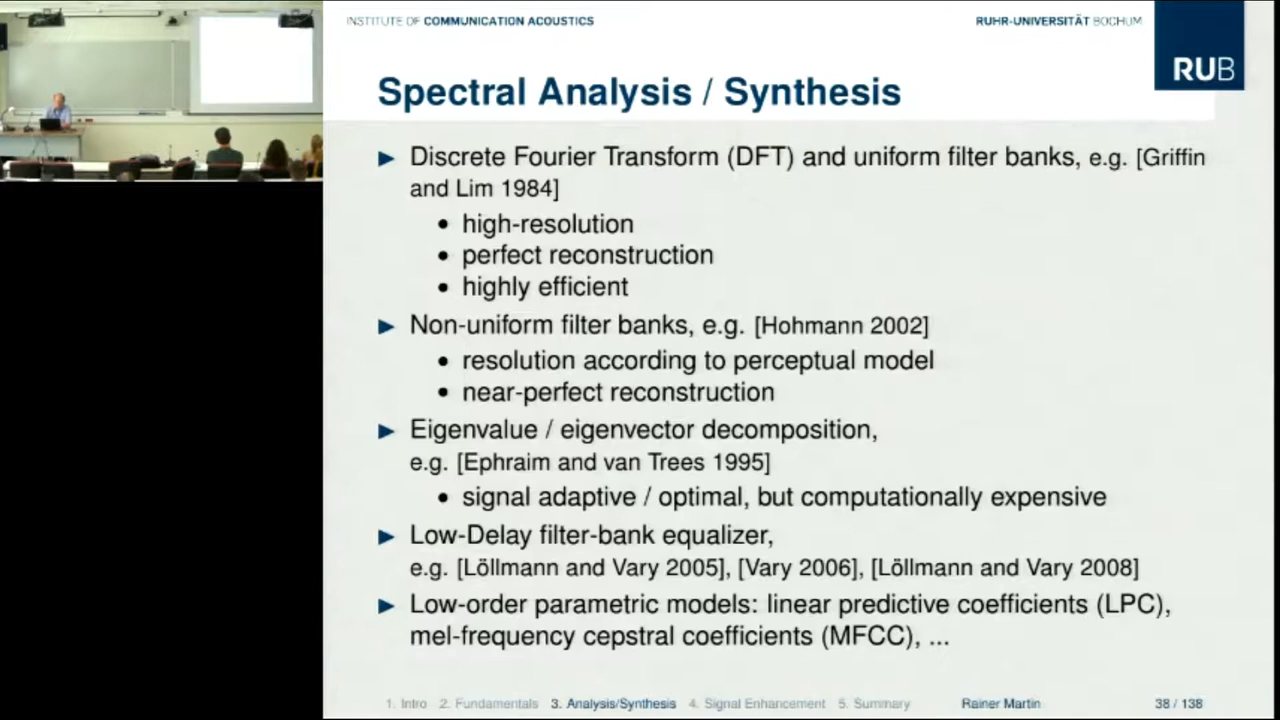 INSTITUTE OF COMMUNICATION ACOUSTICS
RUHR-UNIVERSITÄT BOCHUM
RUB
Spectral Analysis / Synthesis
► Discrete Fourier Transform (DFT) and uniform filter banks, e.g. [Griffin
and Lim 1984]
• high-resolution
• perfect reconstruction
• highly efficient
► Non-uniform filter banks, e.g. [Hohmann 2002]
• resolution according to perceptual model
• near-perfect reconstruction
► Eigenvalue / eigenvector decomposition,
e.g. [Ephraim and van Trees 1995]
• signal adaptive / optimal, but computationally expensive
► Low-Delay filter-bank equalizer,
e.g. [Löllmann and Vary 2005], [Vary 2006], [Löllmann and Vary 2008]
► Low-order parametric models: linear predictive coefficients (LPC),
mel-frequency cepstral coefficients (MFCC), ...
1. Intro 2. Fundamentals 3. Analysis/Synthesis 4. Signal Enhancement 5. Summary Rainer Martin 38 / 138